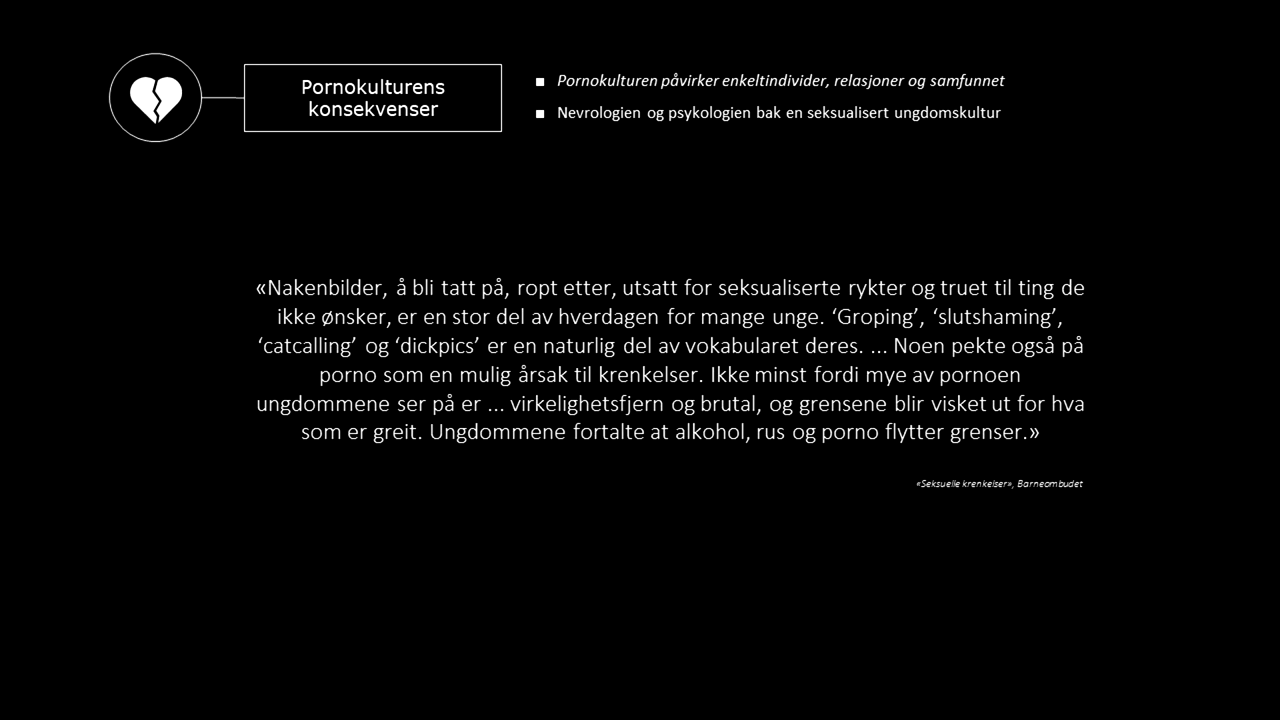 Pornokulturens
konsekvenser
▪ Pornokulturen påvirker enkeltindivider, relasjoner og samfunnet
▪ Nevrologien og psykologien bak en seksualisert ungdomskultur
«Nakenbilder, å bli tatt på, ropt etter, utsatt for seksualiserte rykter og truet til ting de
ikke ønsker, er en stor del av hverdagen for mange unge. ‘Groping’, ‘slutshaming’,
‘catcalling’ og ‘dickpics’ er en naturlig del av vokabularet deres. ... Noen pekte også på
porno som en mulig årsak til krenkelser. Ikke minst fordi mye av pornoen
ungdommene ser på er ... virkelighetsfjern og brutal, og grensene blir visket ut for hva
som er greit. Ungdommene fortalte at alkohol, rus og porno flytter grenser.»
«Seksuelle krenkelser», Barneombudet